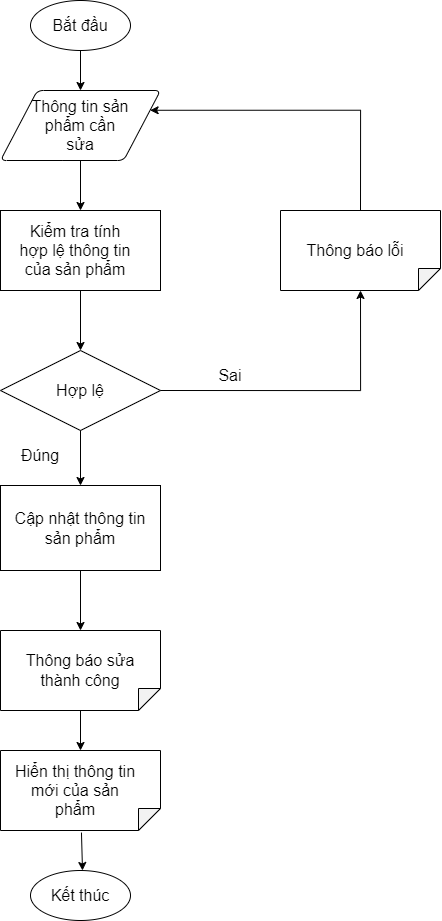 Bắt đầu
Thông tin sản
phẩm cần
sửa
Kiểm tra tính
hợp lệ thông tin
của sản phẩm
Thông báo lỗi
Hợp lệ
Sai
Đúng
Cập nhật thông tin
sản phẩm
Thông báo sửa
thành công
Hiển thị thông tin
mới của sản
phẩm
Kết thúc